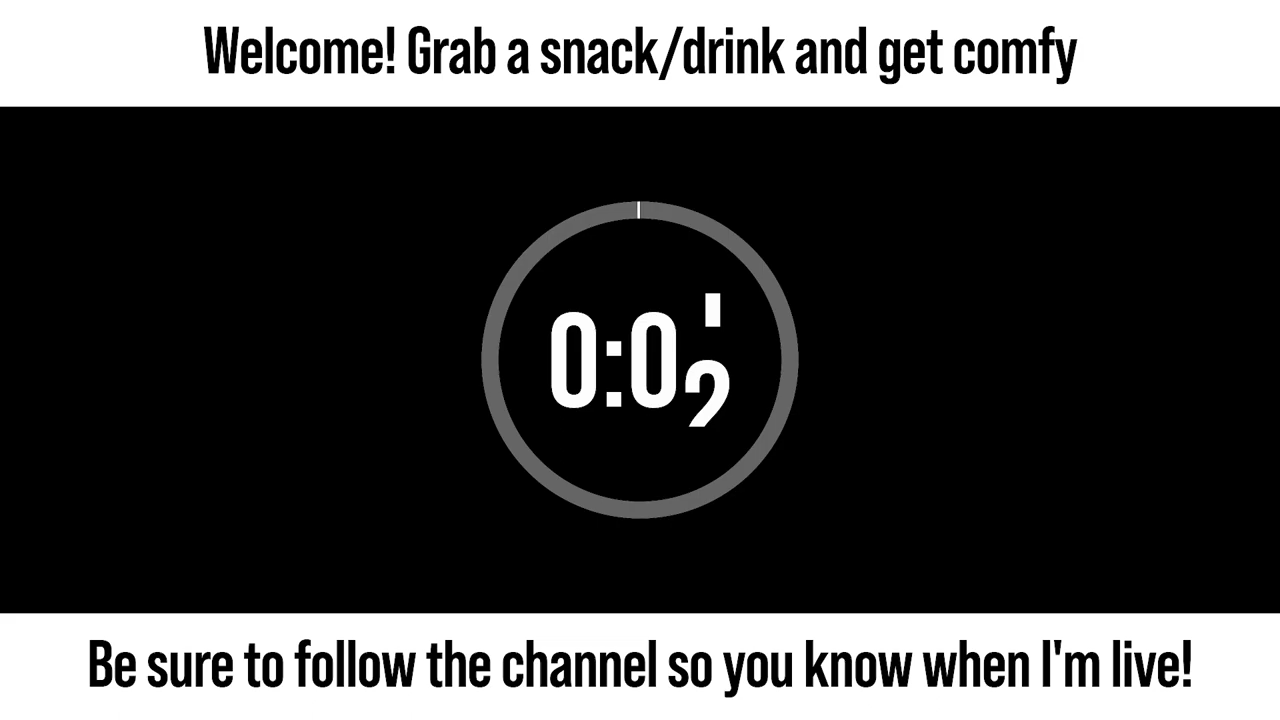 Welcome! Grab a snack/drink and get comfy
0:02
Be sure to follow the channel so you know when I'm live!